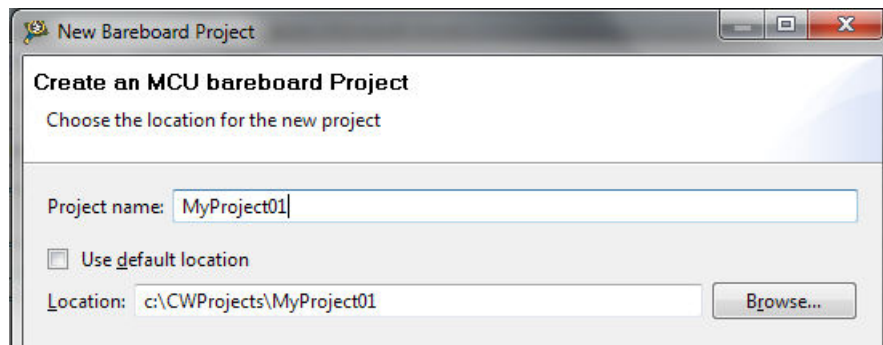 New Bareboard Project
Create an MCU bareboard Project
Choose the location for the new project
Project name: MyProject01
Use default location
Location: c:\CWProjects\MyProject01 Browse...